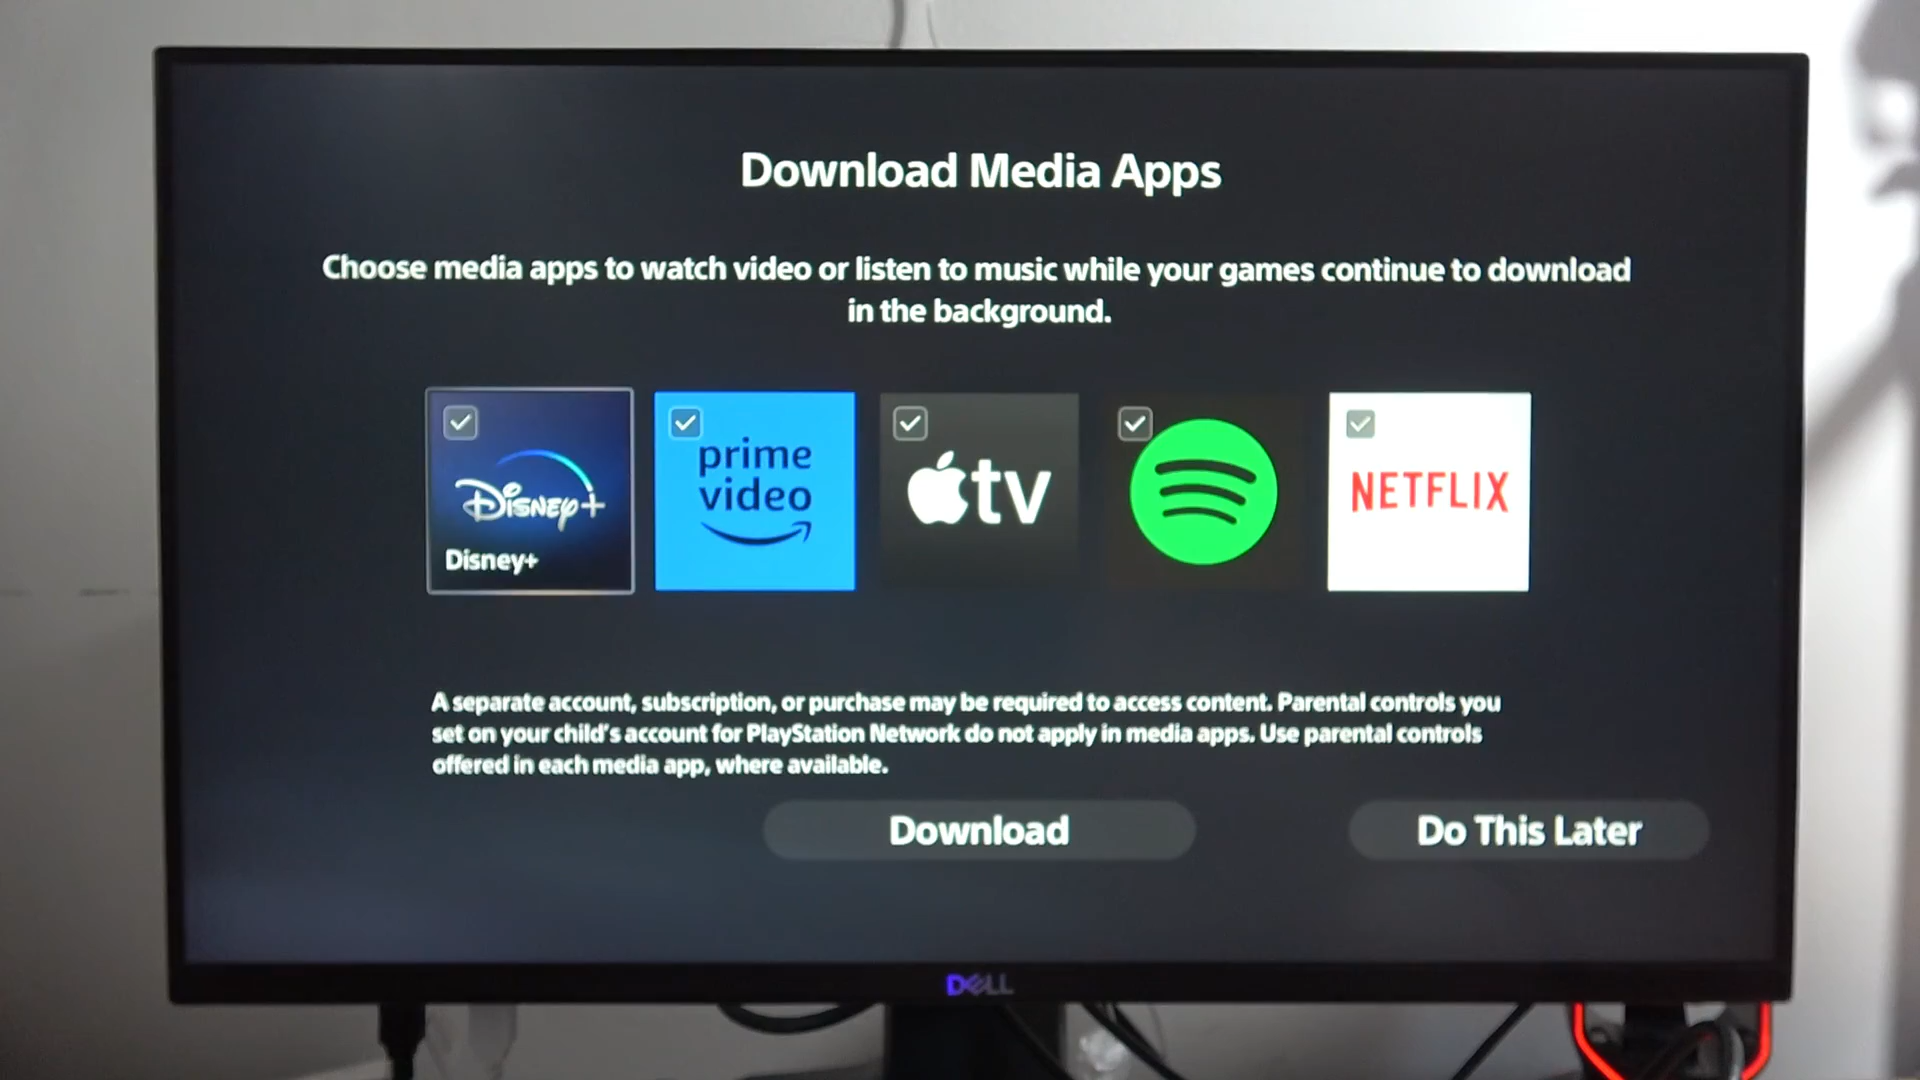 Download Media Apps
Choose media apps to watch video or listen to music while your games continue to download
in the background.
Disney+
Disney+
prime
video
tv
NETFLIX
A separate account, subscription, or purchase may be required to access content. Parental controls you
set on your child's account for PlayStation Network do not apply in media apps. Use parental controls
offered in each media app, where available.
Download
Do This Later
DELL